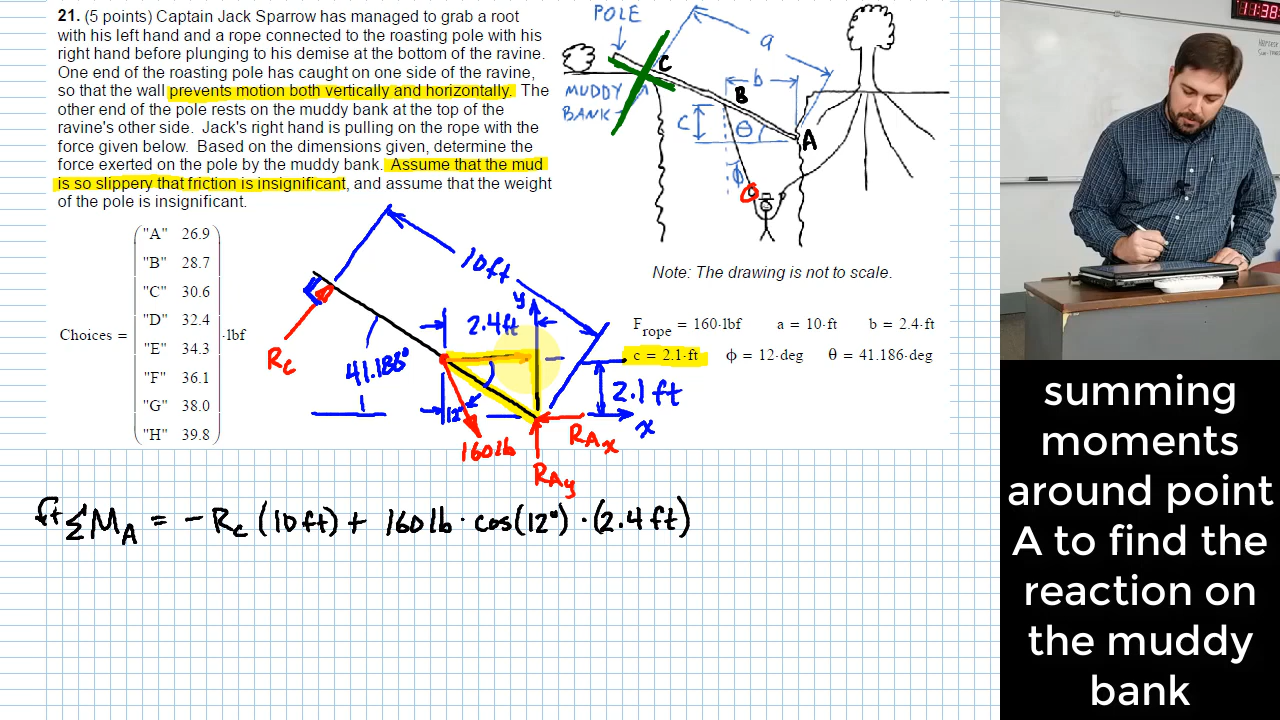 21. (5 points) Captain Jack Sparrow has managed to grab a root
with his left hand and a rope connected to the roasting pole with his
right hand before plunging to his demise at the bottom of the ravine.
One end of the roasting pole has caught on one side of the ravine,
so that the wall prevents motion both vertically and horizontally. The
other end of the pole rests on the muddy bank at the top of the
ravine's other side. Jack's right hand is pulling on the rope with the
force given below. Based on the dimensions given, determine the
force exerted on the pole by the muddy bank. Assume that the mud
is so slippery that friction is insignificant, and assume that the weight
of the pole is insignificant.
POLE
a
C
b
MUDDY
BANK
B
C
θ
A
ϕ
11:38
Note: The drawing is not to scale.
Choices =
"A" 26.9
"B" 28.7
"C" 30.6
"D" 32.4
"E" 34.3
"F" 36.1
"G" 38.0
"H" 39.8
·lbf
F rope = 160·lbf a = 10·ft b = 2.4·ft
c = 2.1·ft ϕ = 12·deg θ = 41.186·deg
10ft
y
2.4ft
Rc
41.186°
2.1 ft
12°
x
160lb
RAx
RAy
ΣMA = -Rc (10ft) + 160lb · cos(12°) · (2.4ft)
summing
moments
around point
A to find the
reaction on
the muddy
bank